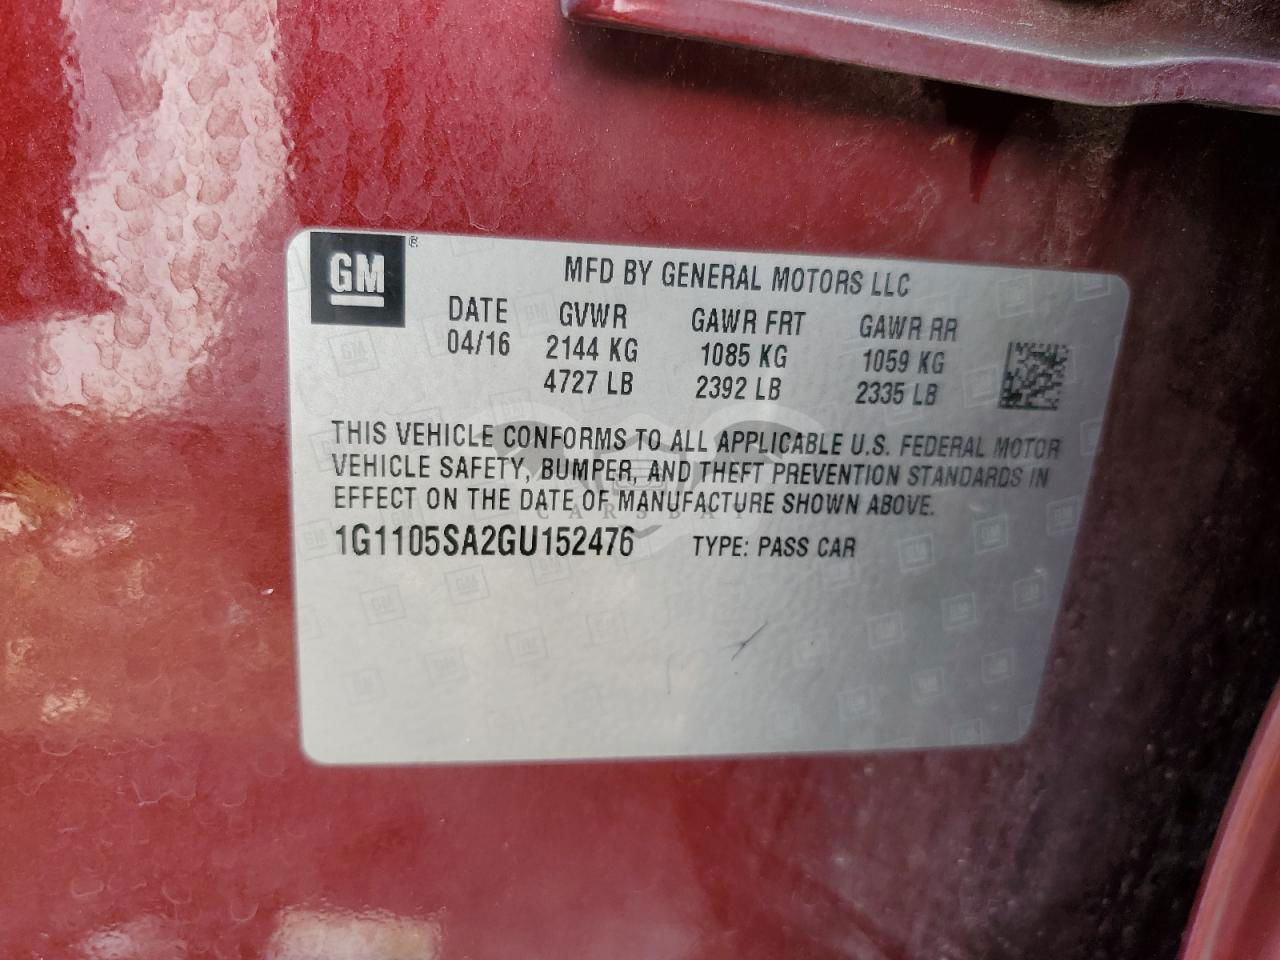 GM ®
MFD BY GENERAL MOTORS LLC
DATE GVWR GAWR FRT GAWR RR
04/16 2144 KG 1085 KG 1059 KG
4727 LB 2392 LB 2335 LB
THIS VEHICLE CONFORMS TO ALL APPLICABLE U.S. FEDERAL MOTOR
VEHICLE SAFETY, BUMPER, AND THEFT PREVENTION STANDARDS IN
EFFECT ON THE DATE OF MANUFACTURE SHOWN ABOVE.
CARSBAY
1G1105SA2GU152476 TYPE: PASS CAR